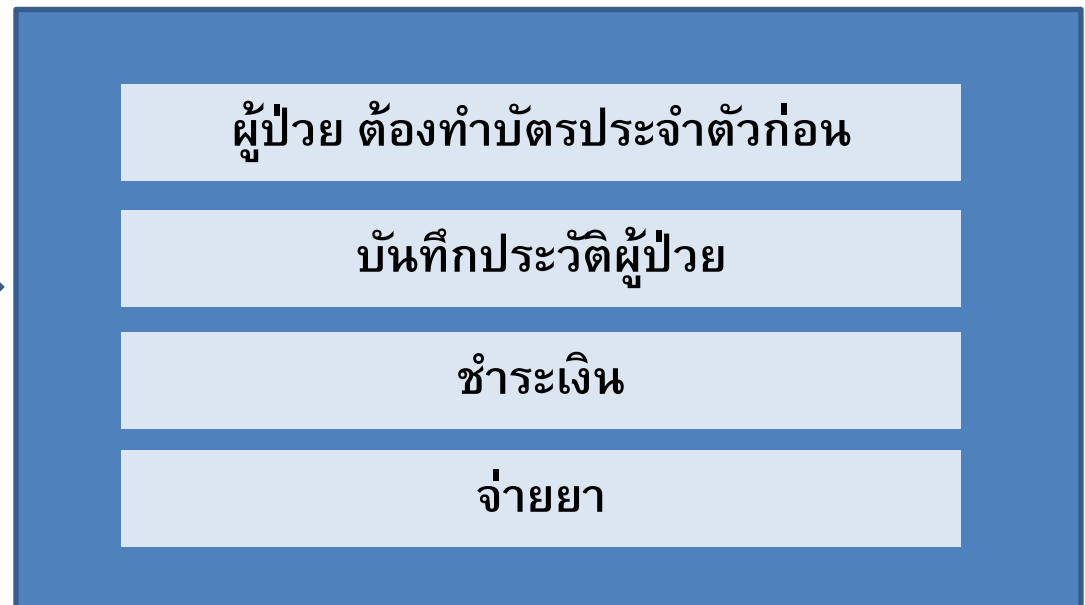 ผู้ป่วย ต้องทำบัตรประจำตัวก่อน
บันทึกประวัติผู้ป่วย
ชำระเงิน
จ่ายยา